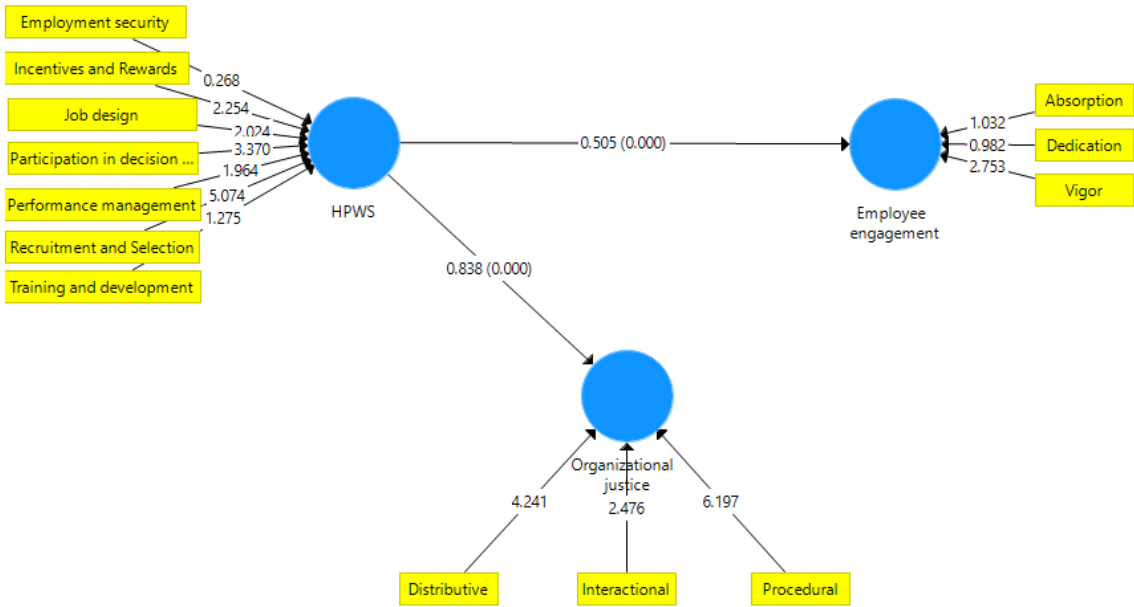 Employment security
Incentives and Rewards
Job design
Participation in decision ...
Performance management
Recruitment and Selection
Training and development
0.268
2.254
2.024
3.370
1.964
5.074
1.275
HPWS
0.505 (0.000)
0.838 (0.000)
Employee
engagement
1.032
0.982
2.753
Absorption
Dedication
Vigor
Organizational
justice
4.241
2.476
6.197
Distributive
Interactional
Procedural